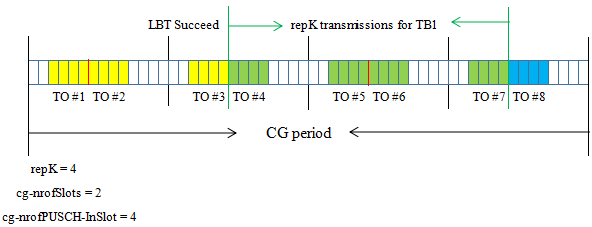 LBT Succeed
repK transmissions for TB1
TO #1 TO #2 TO #3 TO #4 TO #5 TO #6 TO #7 TO #8
CG period
repK = 4
cg-nrofSlots = 2
cg-nrofPUSCH-InSlot = 4